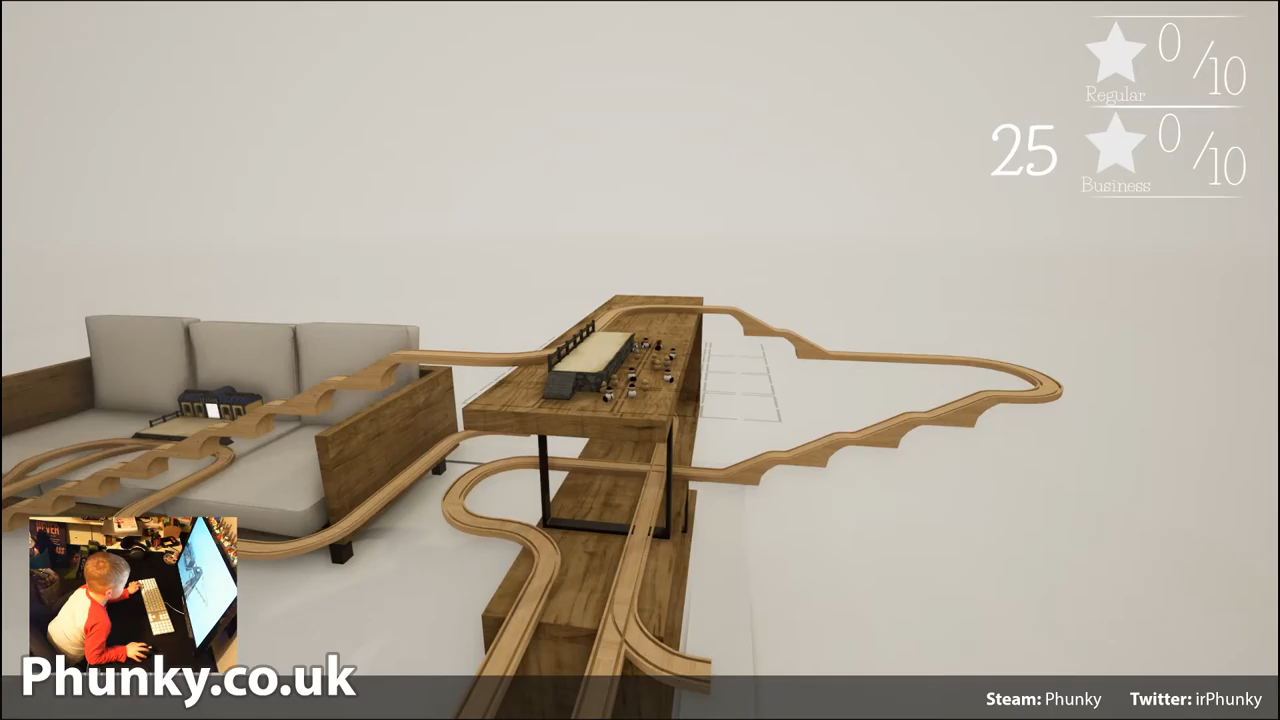 0/10
Regular
25
0/10
Business
Phunky.co.uk
Steam: Phunky
Twitter: irPhunky